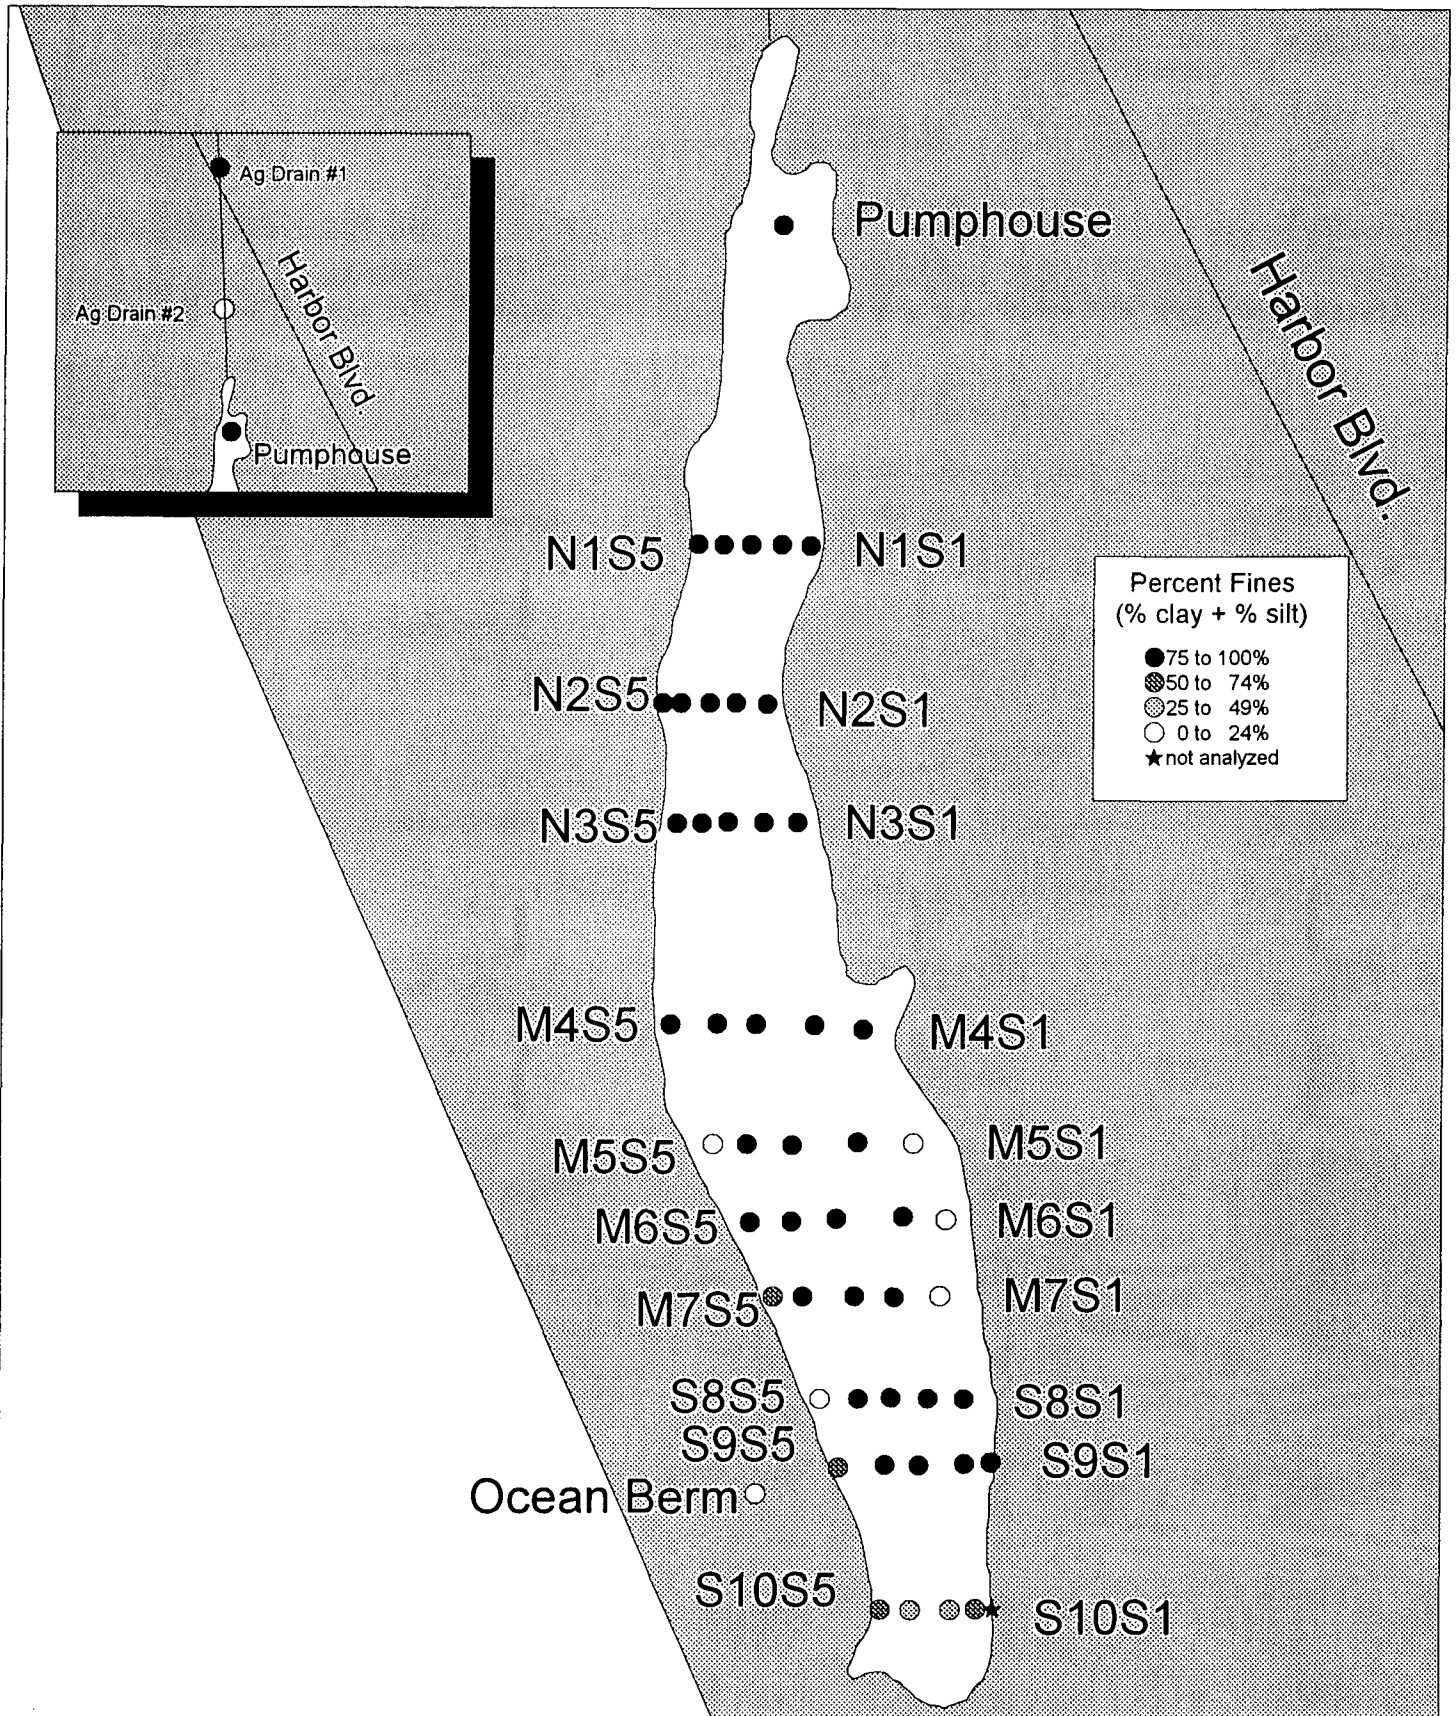 Ag Drain #1
Harbor Blvd.
Ag Drain #2
Pumphouse
Pumphouse
Harbor Blvd.
N1S5 N1S1
Percent Fines
(% clay + % silt)
75 to 100%
50 to 74%
25 to 49%
0 to 24%
not analyzed
N2S5 N2S1
N3S5 N3S1
M4S5 M4S1
M5S5 M5S1
M6S5 M6S1
M7S5 M7S1
S8S5 S8S1
S9S5 S9S1
Ocean Berm
S10S5 S10S1